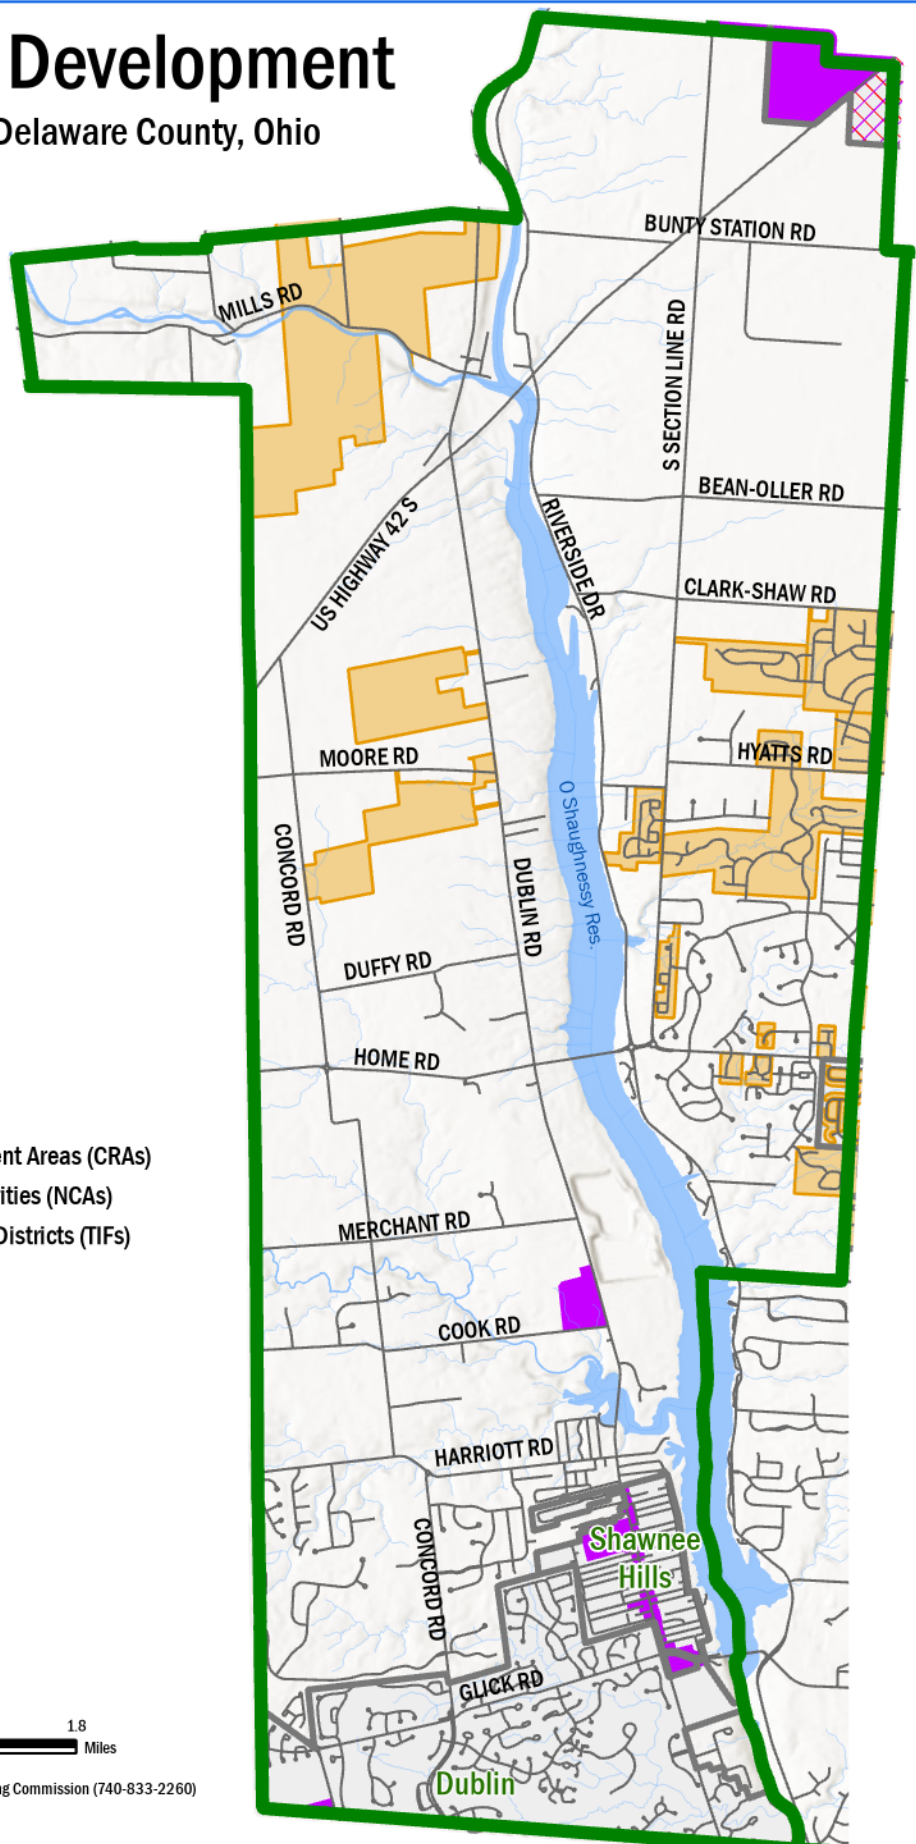 Development
Delaware County, Ohio
BUNTY STATION RD
MILLS RD
S SECTION LINE RD
BEAN-OLLER RD
US HIGHWAY 42 S
RIVERSIDE DR
CLARK-SHAW RD
MOORE RD
HYATTS RD
O Shaughnessy Res.
CONCORD RD
DUBLIN RD
DUFFY RD
HOME RD
nt Areas (CRAs)
ities (NCAs)
Districts (TIFs)
MERCHANT RD
COOK RD
HARRIOTT RD
Shawnee
Hills
CONCORD RD
GLICK RD
1.8
Miles
Dublin
g Commission (740-833-2260)